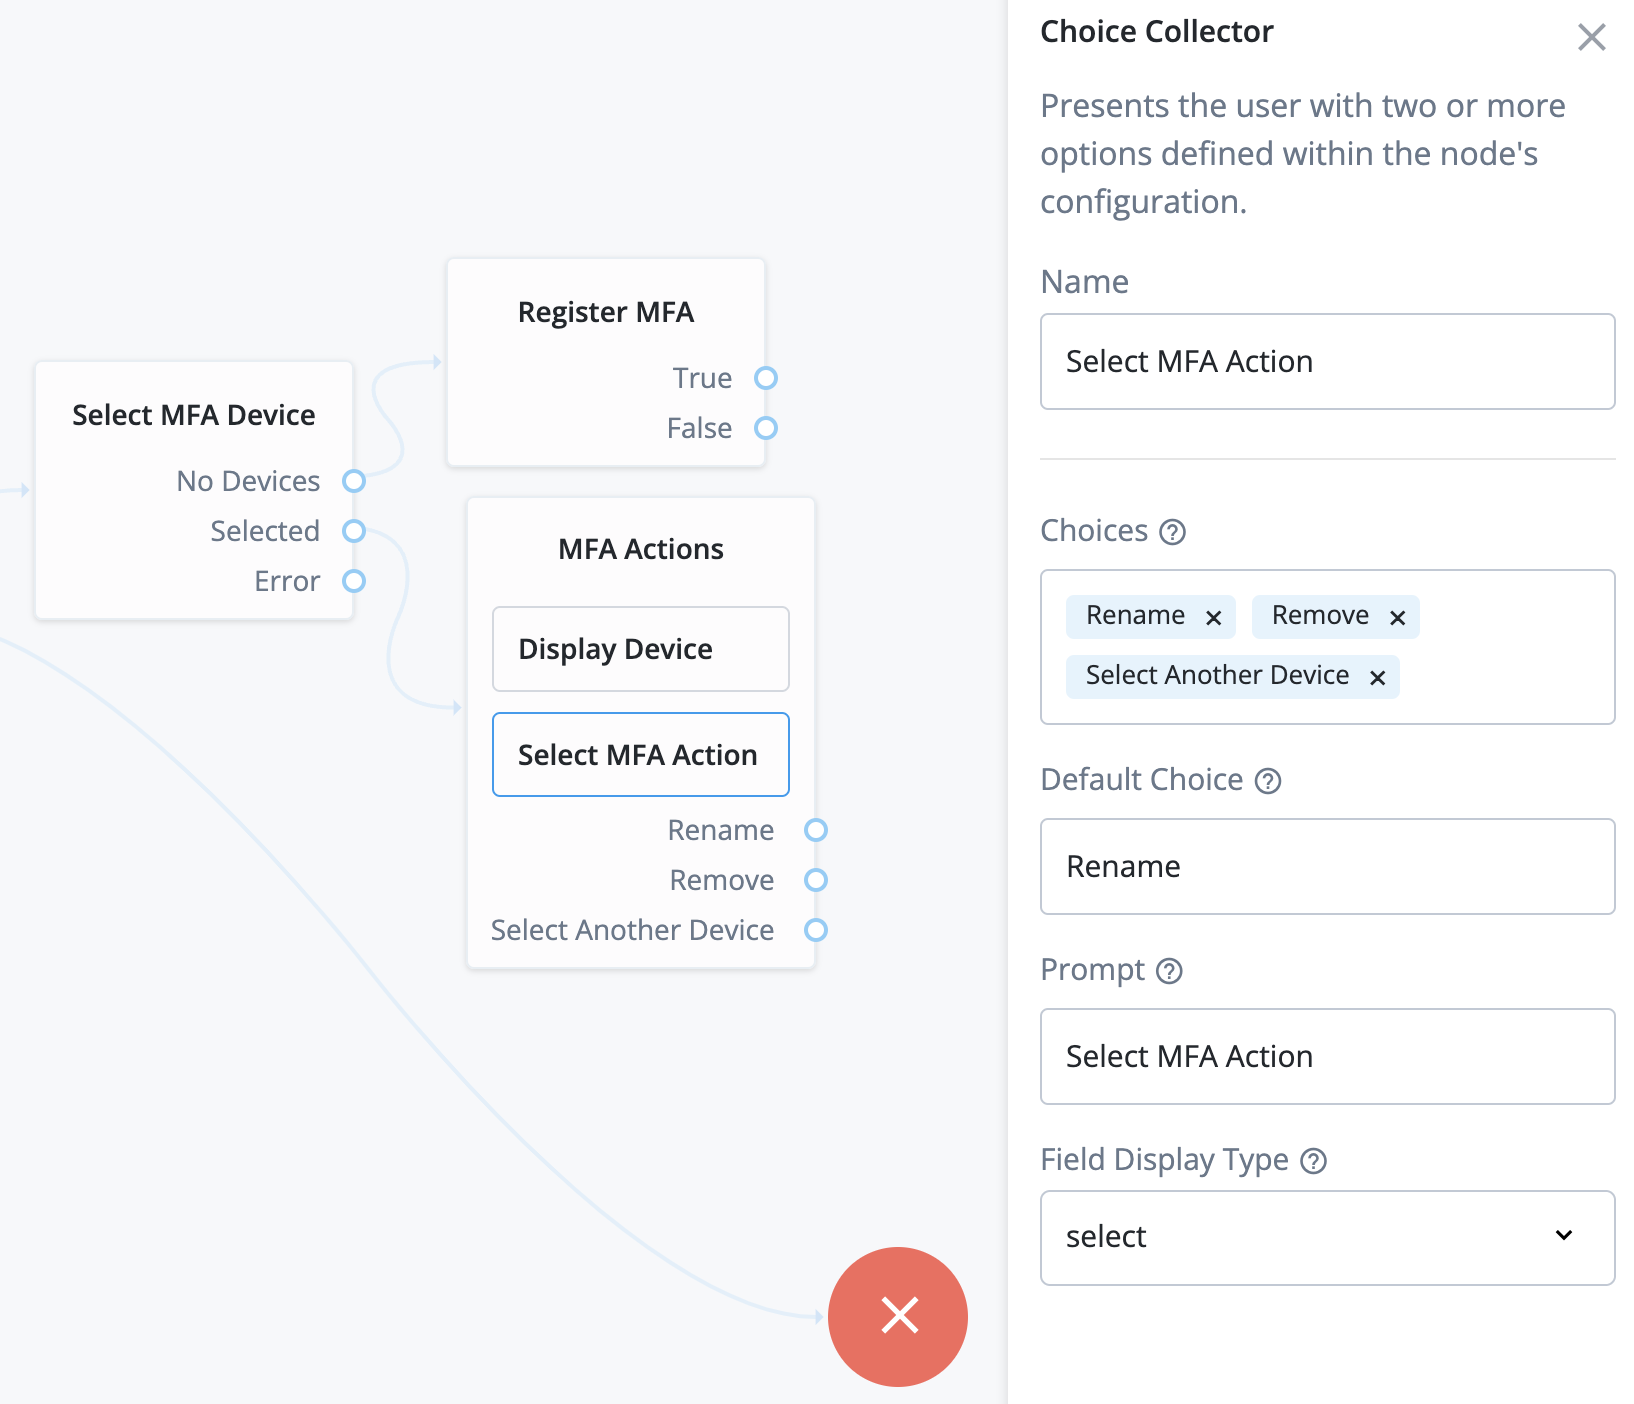 Select MFA Device
No Devices
Selected
Error
Register MFA
True
False
MFA Actions
Display Device
Select MFA Action
Rename
Remove
Select Another Device
Choice Collector
Presents the user with two or more
options defined within the node's
configuration.
Name
Select MFA Action
Choices
Rename Remove
Select Another Device
Default Choice
Rename
Prompt
Select MFA Action
Field Display Type
select